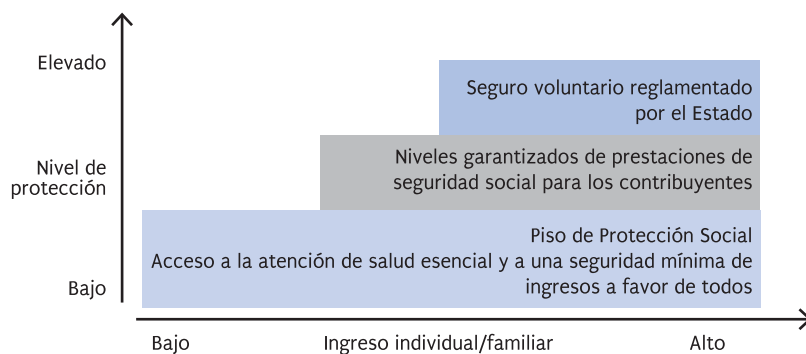 Elevado
Seguro voluntario reglamentado
por el Estado
Nivel de
protección
Niveles garantizados de prestaciones de
seguridad social para los contribuyentes
Piso de Protección Social
Acceso a la atención de salud esencial y a una seguridad mínima de
ingresos a favor de todos
Bajo
Bajo
Ingreso individual/familiar
Alto